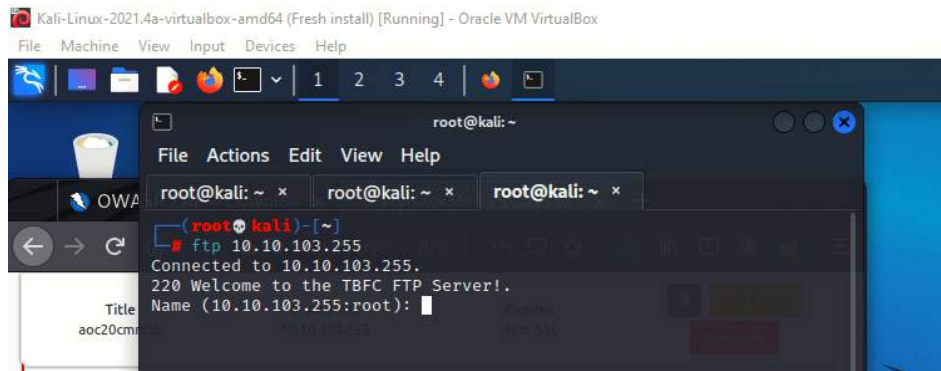 Kali-Linux-2021.4a-virtualbox-amd64 (Fresh install) [Running] - Oracle VM VirtualBox
File Machine View Input Devices Help
1 2 3 4
root@kali: ~
File Actions Edit View Help
root@kali: ~ × root@kali: ~ × root@kali: ~ ×
OWA
(root💀kali)-[~]
# ftp 10.10.103.255
Connected to 10.10.103.255.
220 Welcome to the TBFC FTP Server!.
Name (10.10.103.255:root):
Title
aoc20cmn